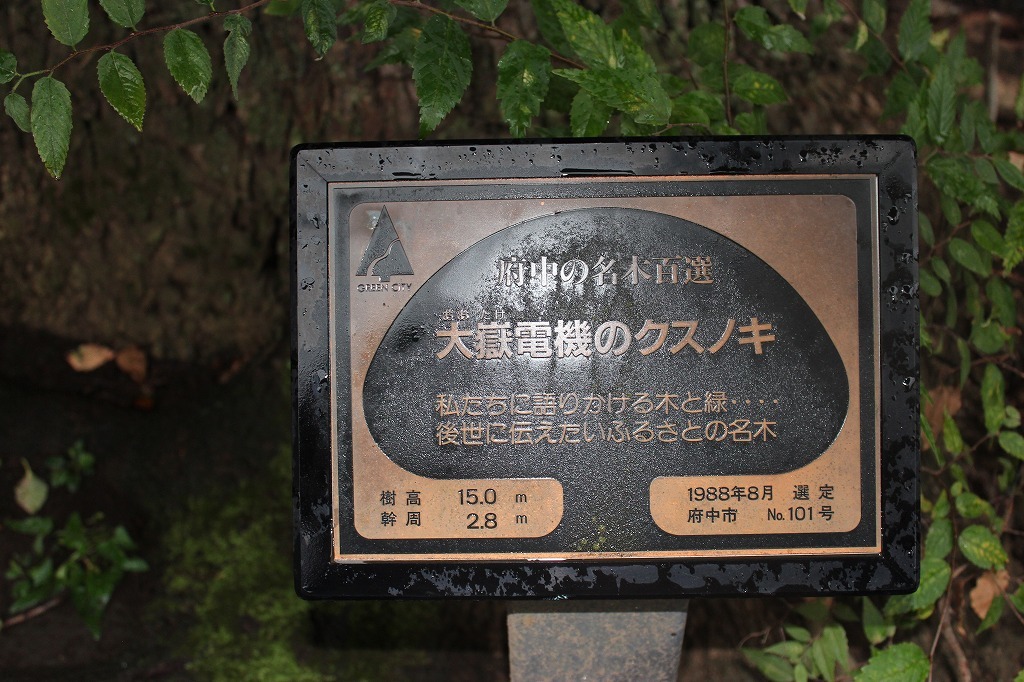 GREEN CITY
府中の名木百選
おおたけ
大嶽電機のクスノキ
私たちに語りかける木と緑‥‥
後世に伝えたいふるさとの名木
樹高 15.0 m
幹周 2.8 m
1988年8月 選定
府中市 No.101号